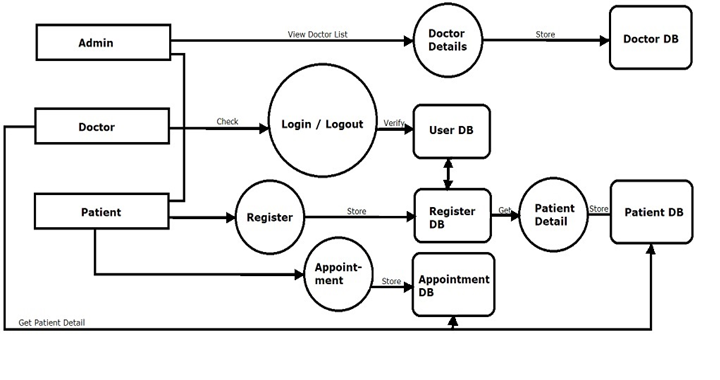 Admin
View Doctor List
Doctor
Details
Store
Doctor DB
Doctor
Check
Login / Logout
Verify
User DB
Patient
Register
Store
Register
DB
Get
Patient
Detail
Store
Patient DB
Appoint-
ment
Store
Appointment
DB
Get Patient Detail